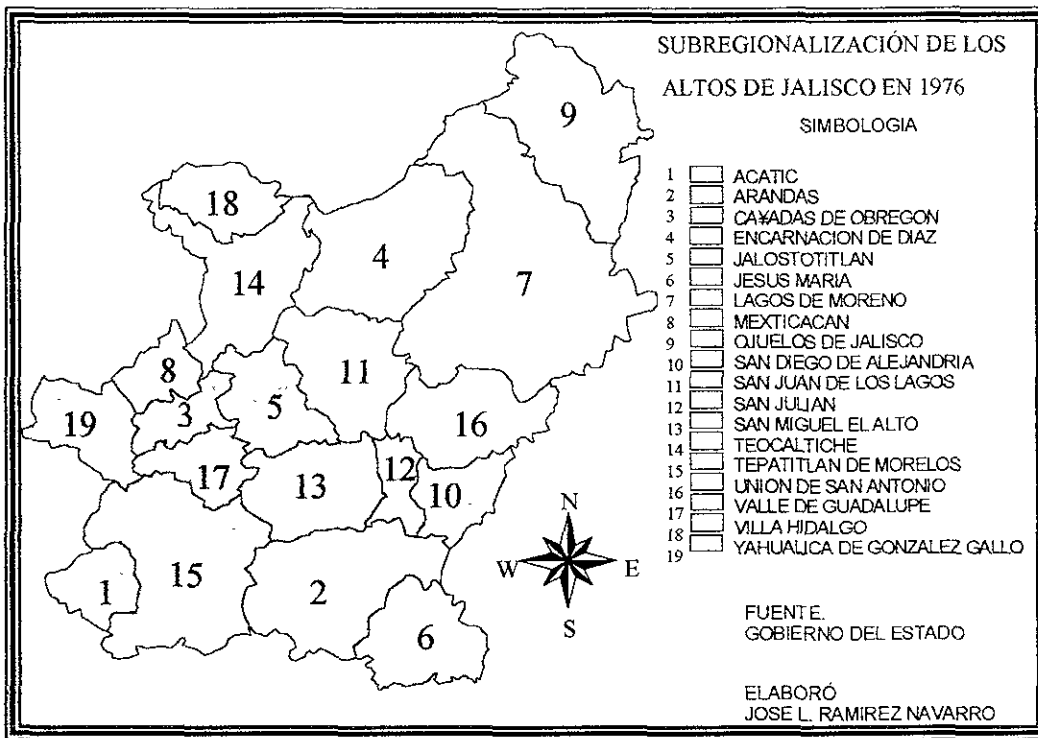 SUBREGIONALIZACIÓN DE LOS
ALTOS DE JALISCO EN 1976
SIMBOLOGIA
1 ACATIC
2 ARANDAS
3 CA¥ADAS DE OBREGON
4 ENCARNACION DE DIAZ
5 JALOSTOTITLAN
6 JESUS MARIA
7 LAGOS DE MORENO
8 MEXTICACAN
9 OJUELOS DE JALISCO
10 SAN DIEGO DE ALEJANDRIA
11 SAN JUAN DE LOS LAGOS
12 SAN JULIAN
13 SAN MIGUEL EL ALTO
14 TEOCALTICHE
15 TEPATITLAN DE MORELOS
16 UNION DE SAN ANTONIO
17 VALLE DE GUADALUPE
18 VILLA HIDALGO
19 YAHUALICA DE GONZALEZ GALLO
9
18
4
14
7
8
11
3
5
19
16
17
13
12
10
N
W E
S
15
1
2
6
FUENTE.
GOBIERNO DEL ESTADO
ELABORÓ
JOSE L. RAMIREZ NAVARRO